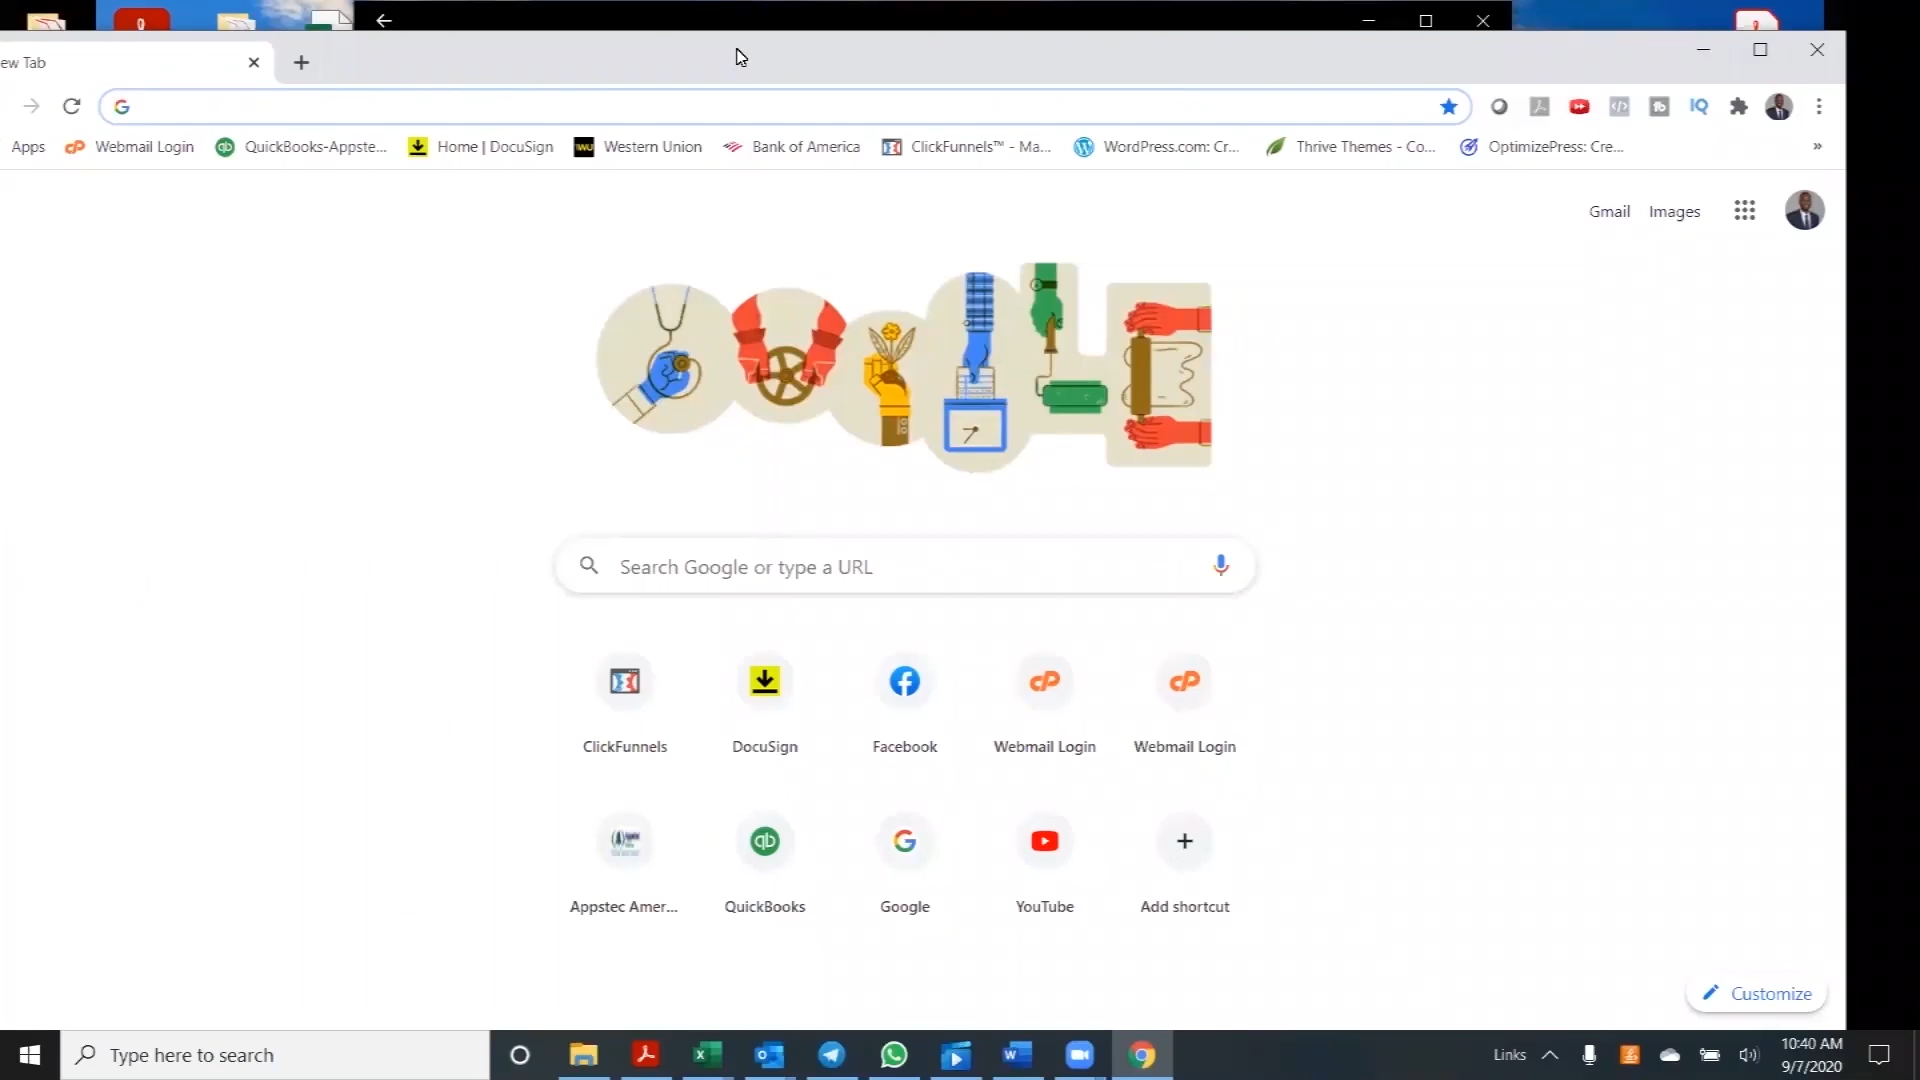 ew Tab
Apps Webmail Login QuickBooks-Appste... Home | DocuSign Western Union Bank of America ClickFunnels™ - Ma... WordPress.com: Cr... Thrive Themes - Co... OptimizePress: Cre... »
Gmail Images
Search Google or type a URL
ClickFunnels DocuSign Facebook Webmail Login Webmail Login
Appstec Amer... QuickBooks Google YouTube Add shortcut
Customize
Type here to search
Links
10:40 AM
9/7/2020